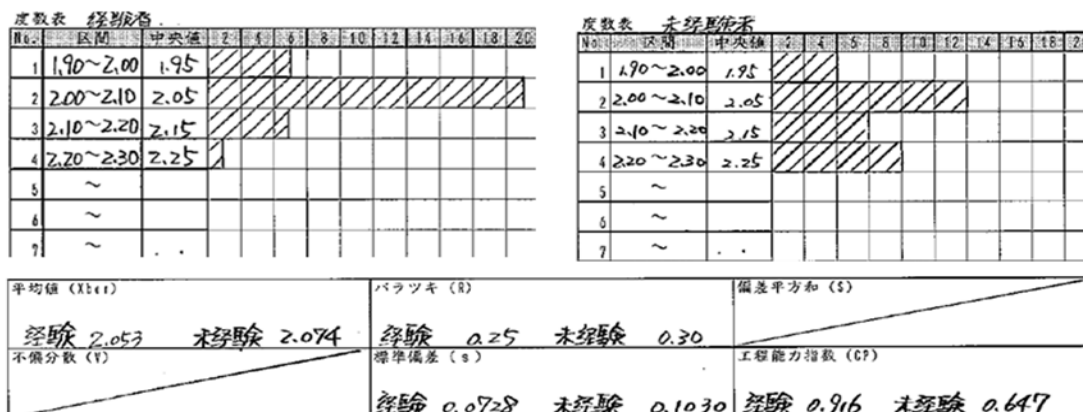 度数表 経験者
No. 区間 中央値 2 4 6 8 10 12 14 16 18 20
1 1.90~2.00 1.95
2 2.00~2.10 2.05
3 2.10~2.20 2.15
4 2.20~2.30 2.25
5 ~
6 ~
7 ~
度数表 未経験者
No. 区間 中央値 2 4 6 8 10 12 14 16 18 2
1 1.90~2.00 1.95
2 2.00~2.10 2.05
3 2.10~2.20 2.15
4 2.20~2.30 2.25
5 ~
6 ~
7 ~
平均値 (Xbar) バラツキ (R) 偏差平方和 (S)
経験 2.053 未経験 2.074 経験 0.25 未経験 0.30
不偏分散 (V) 標準偏差 (s) 工程能力指数 (CP)
経験 0.0728 未経験 0.1030 経験 0.916 未経験 0.647